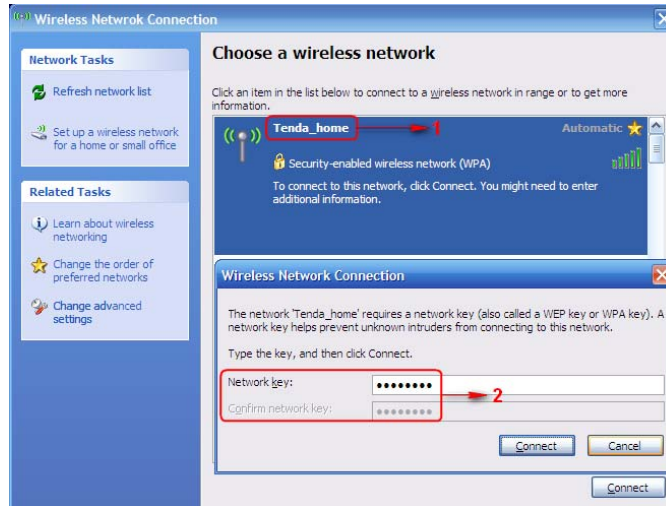 Wireless Netwrok Connection
Network Tasks
Refresh network list
Set up a wireless network
for a home or small office
Related Tasks
Learn about wireless
networking
Change the order of
preferred networks
Change advanced
settings
Choose a wireless network
Click an item in the list below to connect to a wireless network in range or to get more
information.
Tenda_home
1
Automatic
Security-enabled wireless network (WPA)
To connect to this network, click Connect. You might need to enter
additional information.
Wireless Network Connection
The network 'Tenda_home' requires a network key (also called a WEP key or WPA key). A
network key helps prevent unknown intruders from connecting to this network.
Type the key, and then click Connect.
Network key:
••••••••
2
Confirm network key:
••••••••
Connect
Cancel
Connect